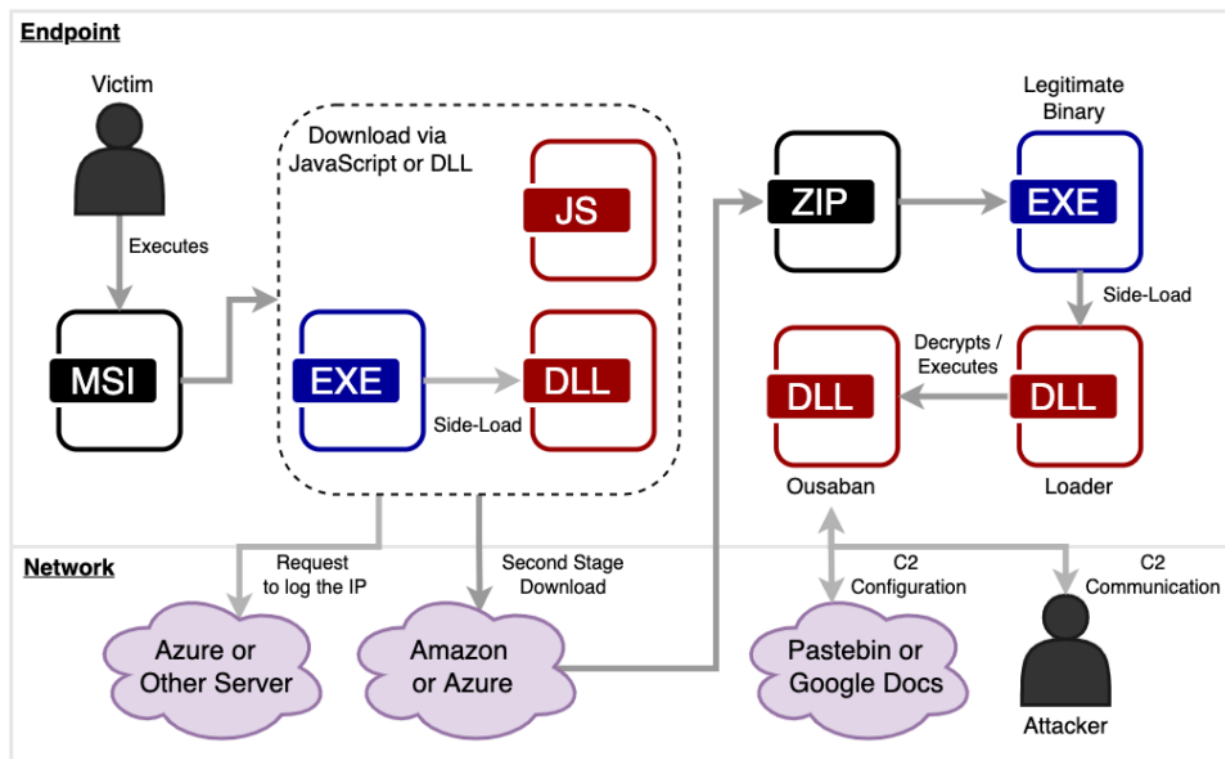 Endpoint
Victim
Executes
MSI
Download via
JavaScript or DLL
JS
EXE
Side-Load
DLL
ZIP
Legitimate
Binary
EXE
Side-Load
Decrypts /
Executes
DLL
DLL
Ousaban
Loader
Network
Request
to log the IP
Second Stage
Download
C2
Configuration
C2
Communication
Azure or
Other Server
Amazon
or Azure
Pastebin or
Google Docs
Attacker